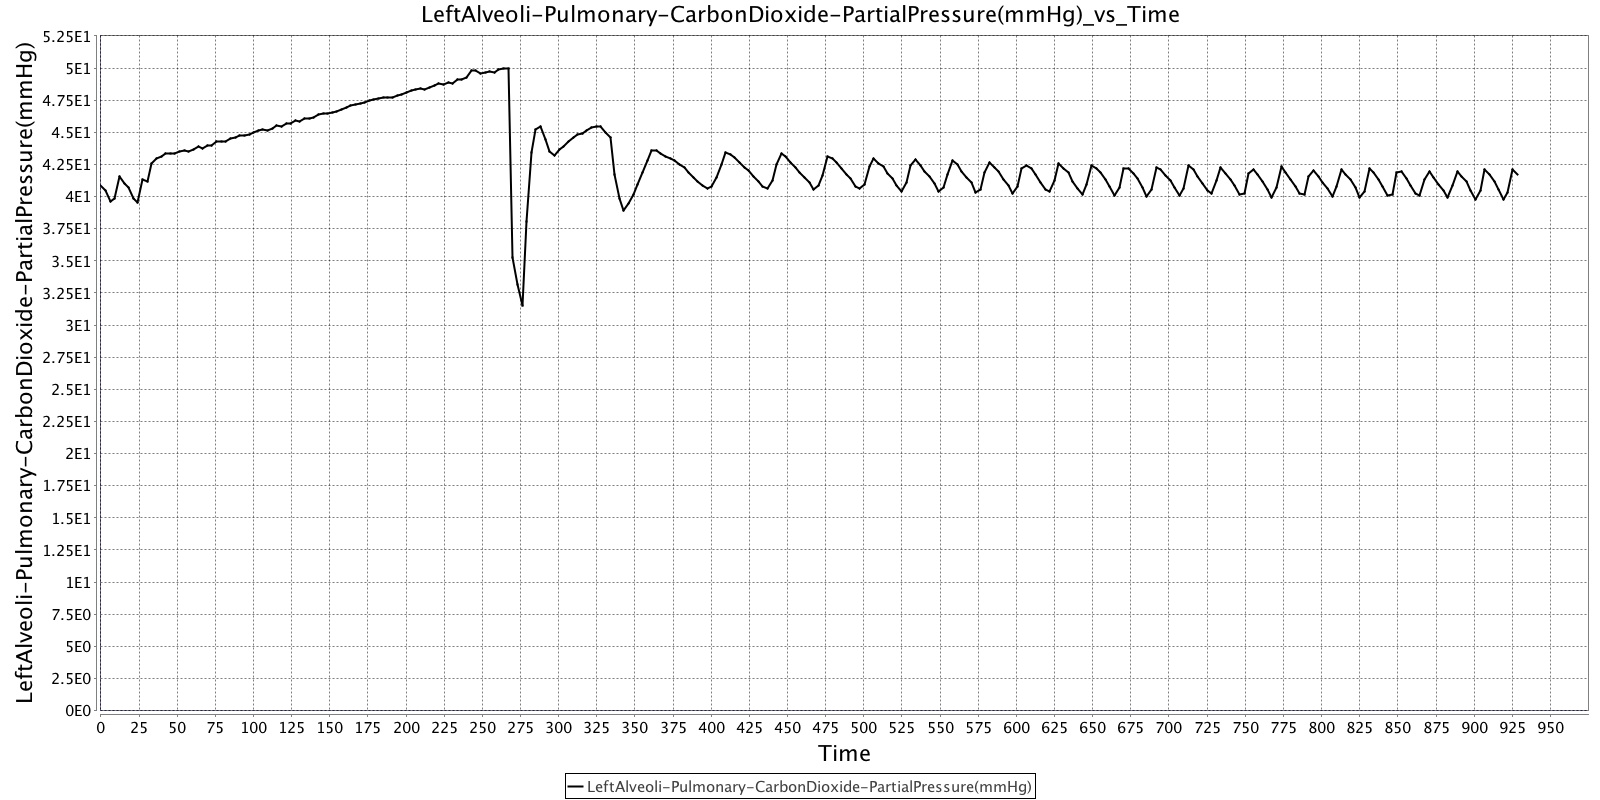 LeftAlveoli-Pulmonary-CarbonDioxide-PartialPressure(mmHg)_vs_Time
LeftAlveoli-Pulmonary-CarbonDioxide-PartialPressure(mmHg)
5.25E1
5E1
4.75E1
4.5E1
4.25E1
4E1
3.75E1
3.5E1
3.25E1
3E1
2.75E1
2.5E1
2.25E1
2E1
1.75E1
1.5E1
1.25E1
1E1
7.5E0
5E0
2.5E0
0E0
0 25 50 75 100 125 150 175 200 225 250 275 300 325 350 375 400 425 450 475 500 525 550 575 600 625 650 675 700 725 750 775 800 825 850 875 900 925 950
Time
LeftAlveoli-Pulmonary-CarbonDioxide-PartialPressure(mmHg)